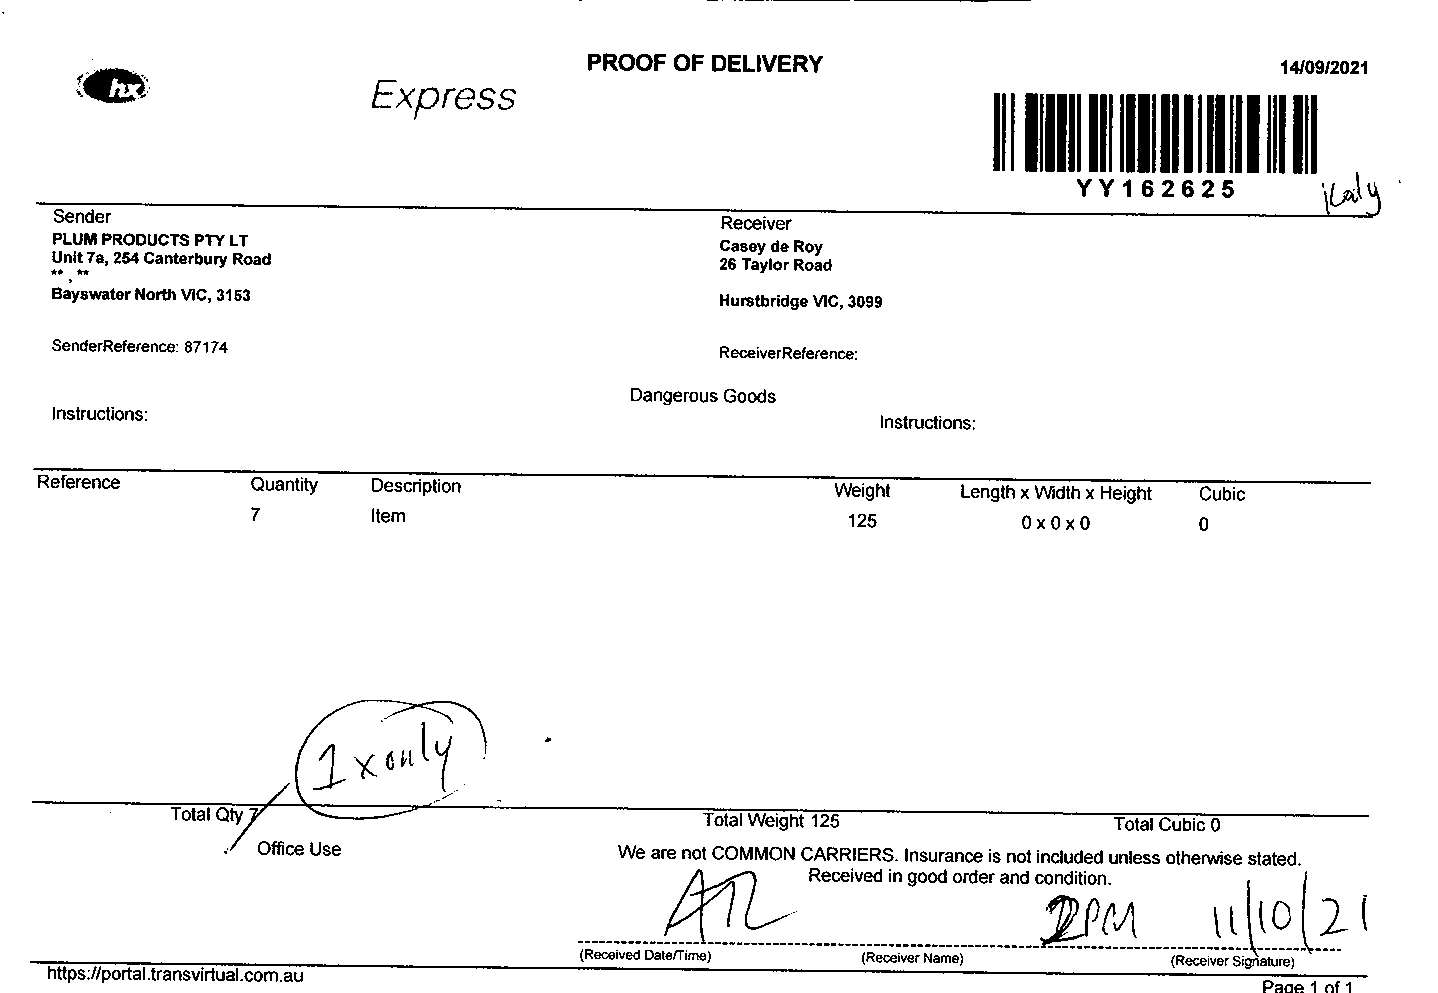 PROOF OF DELIVERY
14/09/2021
hx
Express
YY162625
Sender
PLUM PRODUCTS PTY LT
Unit 7a, 254 Canterbury Road
** , **
Bayswater North VIC, 3153
SenderReference: 87174
Receiver
Casey de Roy
26 Taylor Road
Hurstbridge VIC, 3099
ReceiverReference:
Dangerous Goods
Instructions:
Instructions:
Reference Quantity Description Weight Length x Width x Height Cubic
7 Item 125 0 x 0 x 0 0
1 x only
Total Qty 7 Total Weight 125 Total Cubic 0
Office Use
We are not COMMON CARRIERS. Insurance is not included unless otherwise stated.
Received in good order and condition.
ATL 2PM 11/10/21
(Received Date/Time) (Receiver Name) (Receiver Signature)
https://portal.transvirtual.com.au
Page 1 of 1